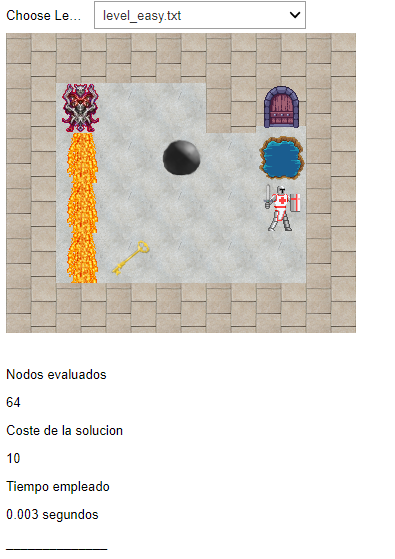 Choose Le...
level_easy.txt
Nodos evaluados
64
Coste de la solucion
10
Tiempo empleado
0.003 segundos